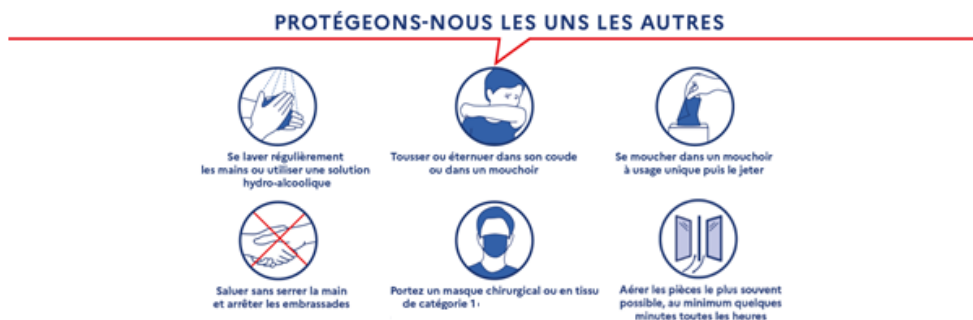 PROTÉGEONS-NOUS LES UNS LES AUTRES
Se laver régulièrement
les mains ou utiliser une solution
hydro-alcoolique
Tousser ou éternuer dans son coude
ou dans un mouchoir
Se moucher dans un mouchoir
à usage unique puis le jeter
Saluer sans serrer la main
et arrêter les embrassades
Portez un masque chirurgical ou en tissu
de catégorie 1
Aérer les pièces le plus souvent
possible, au minimum quelques
minutes toutes les heures